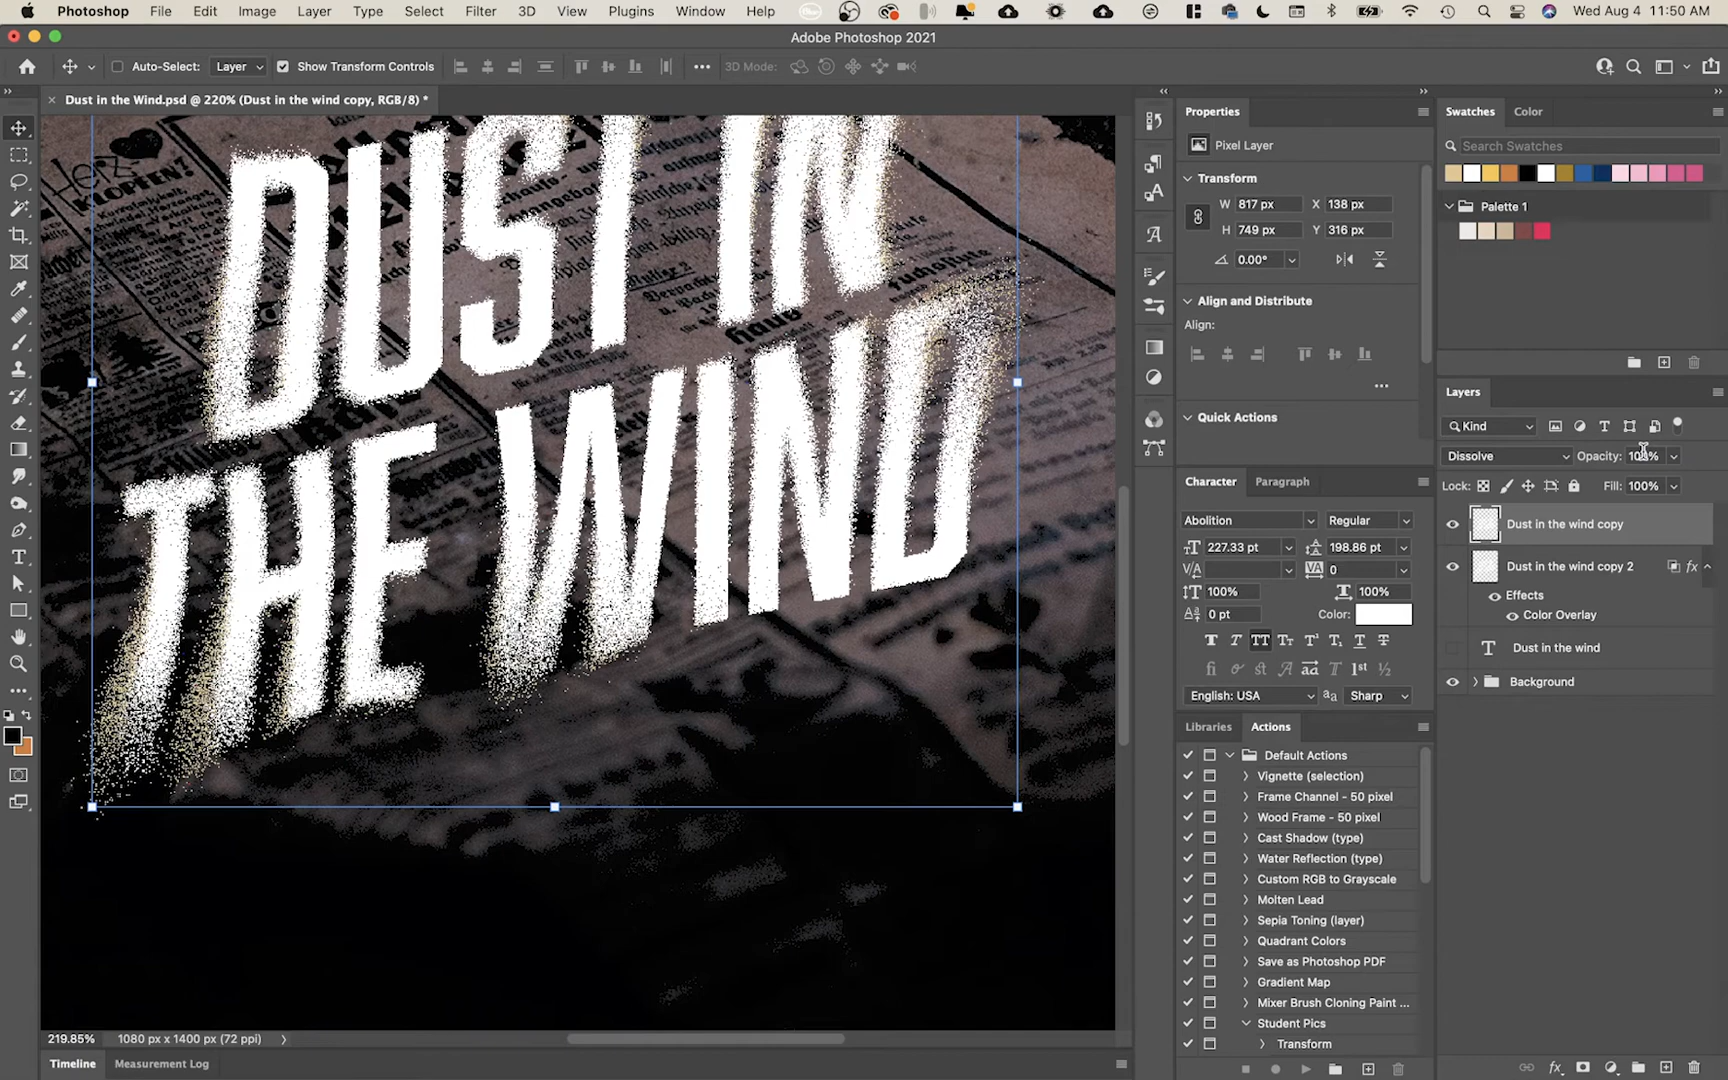 Photoshop File Edit Image Layer Type Select Filter 3D View Plugins Window Help Wed Aug 4 11:50 AM
Adobe Photoshop 2021
Auto-Select: Layer Show Transform Controls 3D Mode:
Dust in the Wind.psd @ 220% (Dust in the wind copy, RGB/8) *
Herz
KLOPFEN!
DUST IN
THE WIND
219.85% 1080 px x 1400 px (72 ppi)
Timeline Measurement Log
Properties
Pixel Layer
Transform
W 817 px X 138 px
H 749 px Y 316 px
0.00°
Align and Distribute
Align:
Quick Actions
Character Paragraph
Abolition Regular
227.33 pt 198.86 pt
0
100% 100%
0 pt Color:
English: USA Sharp
Libraries Actions
Default Actions
Vignette (selection)
Frame Channel - 50 pixel
Wood Frame - 50 pixel
Cast Shadow (type)
Water Reflection (type)
Custom RGB to Grayscale
Molten Lead
Sepia Toning (layer)
Quadrant Colors
Save as Photoshop PDF
Gradient Map
Mixer Brush Cloning Paint ...
Student Pics
Transform
Swatches Color
Search Swatches
Palette 1
Layers
Kind
Dissolve Opacity: 100%
Lock: Fill: 100%
Dust in the wind copy
Dust in the wind copy 2 fx
Effects
Color Overlay
T Dust in the wind
Background